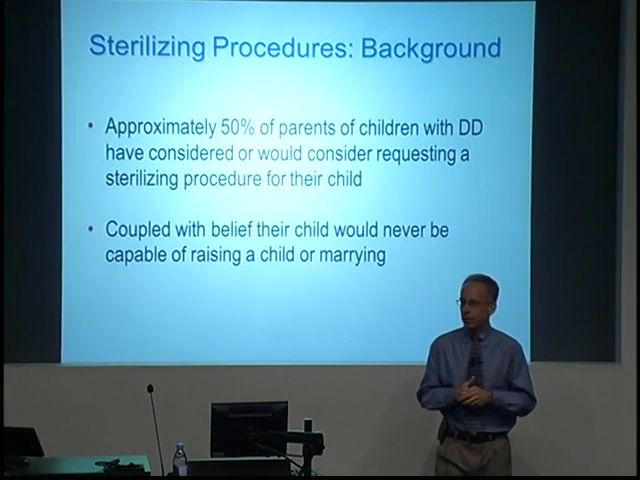 Sterilizing Procedures: Background
• Approximately 50% of parents of children with DD
have considered or would consider requesting a
sterilizing procedure for their child
• Coupled with belief their child would never be
capable of raising a child or marrying